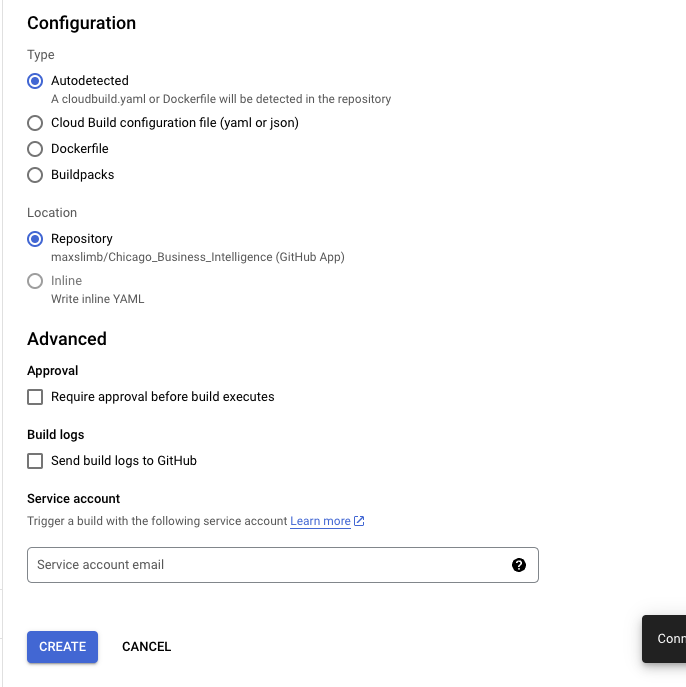 Configuration
Type
Autodetected
A cloudbuild.yaml or Dockerfile will be detected in the repository
Cloud Build configuration file (yaml or json)
Dockerfile
Buildpacks
Location
Repository
maxslimb/Chicago_Business_Intelligence (GitHub App)
Inline
Write inline YAML
Advanced
Approval
Require approval before build executes
Build logs
Send build logs to GitHub
Service account
Trigger a build with the following service account Learn more
Service account email
?
CREATE CANCEL
Conn